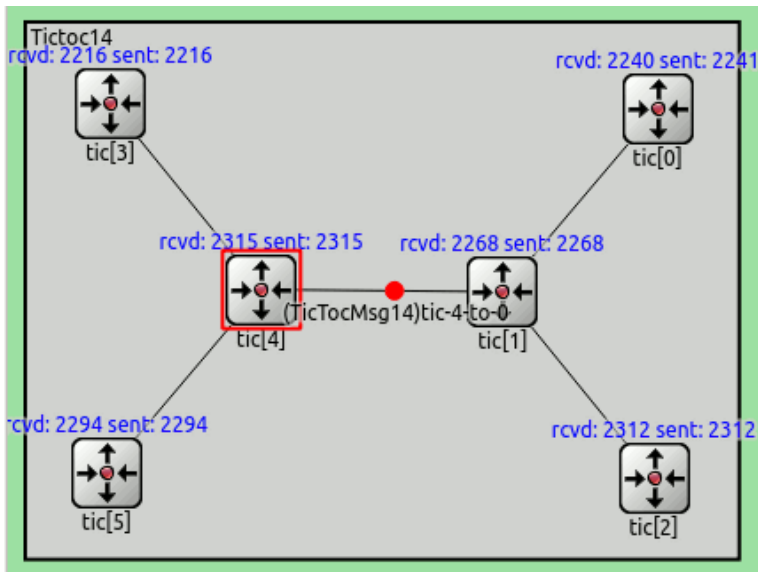 Tictoc14
rcvd: 2216 sent: 2216
rcvd: 2240 sent: 2241
tic[3]
tic[0]
rcvd: 2315 sent: 2315
rcvd: 2268 sent: 2268
(TicTocMsg14)tic-4-to-0
tic[4]
tic[1]
rcvd: 2294 sent: 2294
rcvd: 2312 sent: 2312
tic[5]
tic[2]